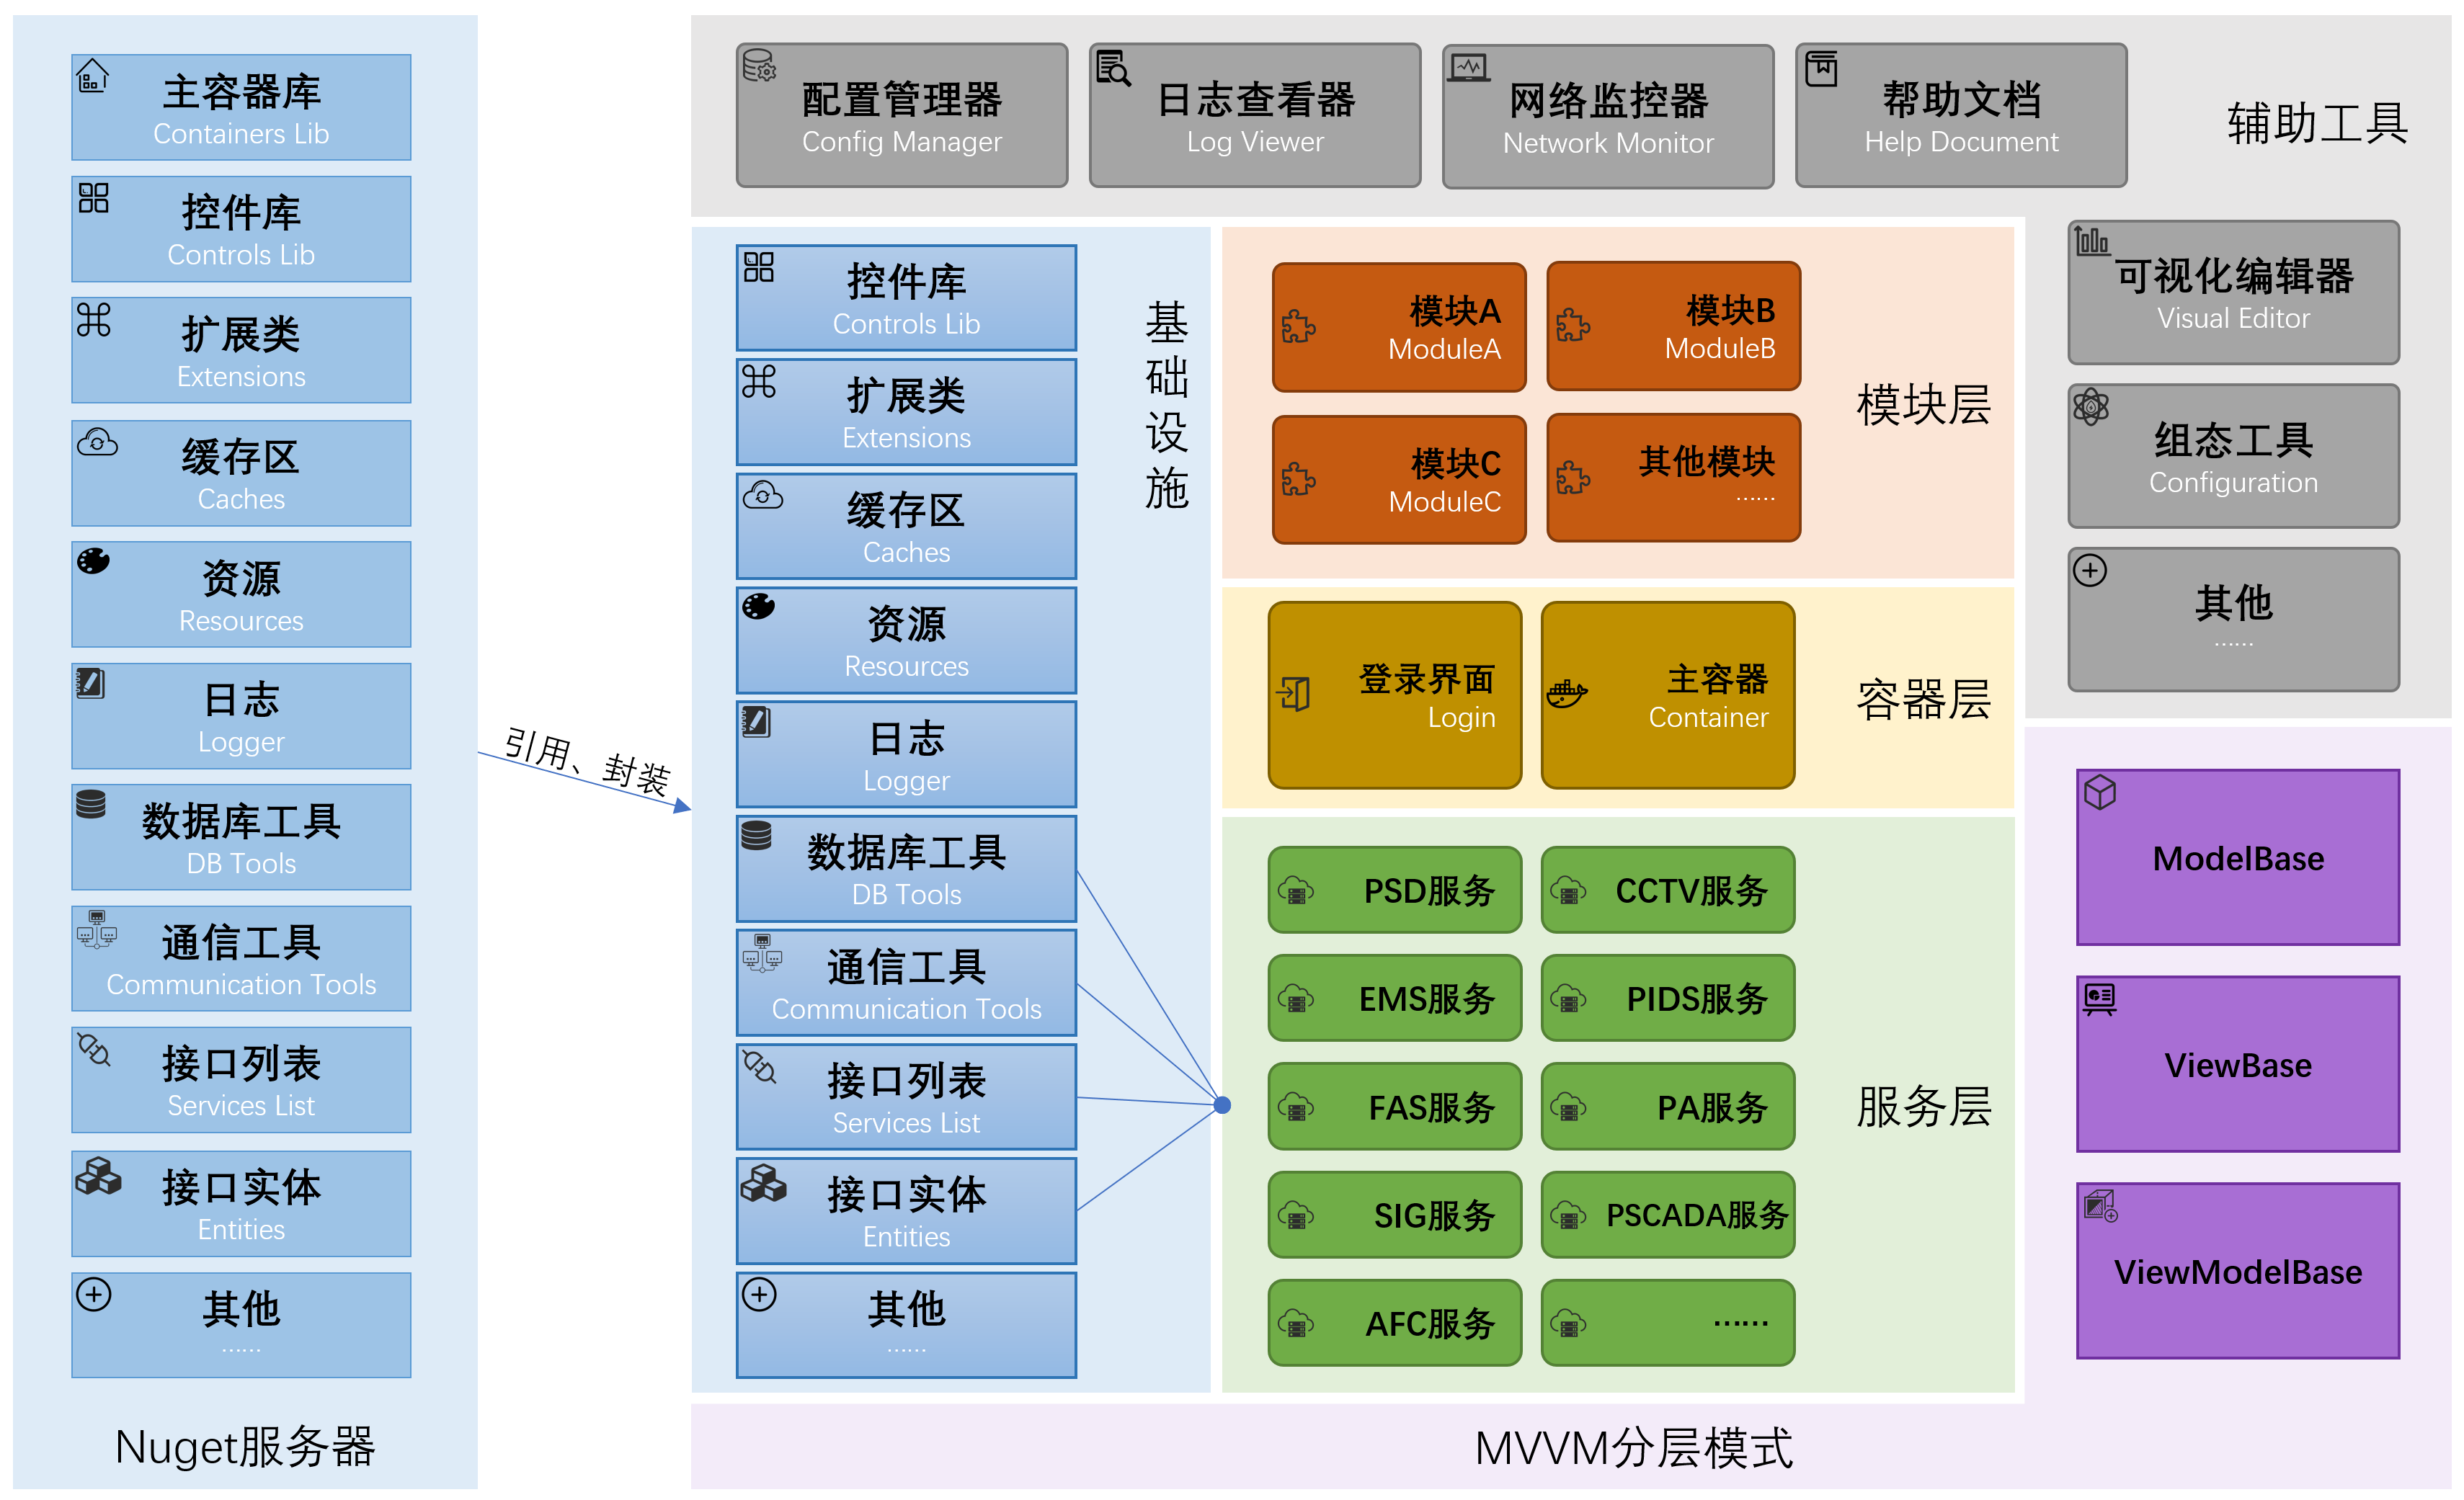 主容器库
Containers Lib
控件库
Controls Lib
扩展类
Extensions
缓存区
Caches
资源
Resources
日志
Logger
数据库工具
DB Tools
通信工具
Communication Tools
接口列表
Services List
接口实体
Entities
其他
......
Nuget服务器
引用、封装
配置管理器
Config Manager
日志查看器
Log Viewer
网络监控器
Network Monitor
帮助文档
Help Document
辅助工具
可视化编辑器
Visual Editor
组态工具
Configuration
其他
......
控件库
Controls Lib
扩展类
Extensions
缓存区
Caches
资源
Resources
日志
Logger
数据库工具
DB Tools
通信工具
Communication Tools
接口列表
Services List
接口实体
Entities
其他
......
基础设施
模块A
ModuleA
模块B
ModuleB
模块C
ModuleC
其他模块
......
模块层
登录界面
Login
主容器
Container
容器层
PSD服务
CCTV服务
EMS服务
PIDS服务
FAS服务
PA服务
SIG服务
PSCADA服务
AFC服务
......
服务层
ModelBase
ViewBase
ViewModelBase
MVVM分层模式